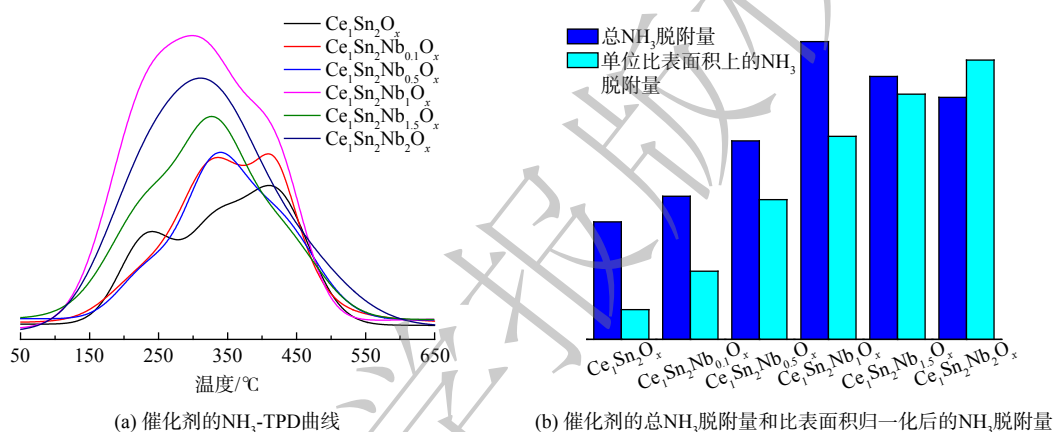 Ce₁Sn₂Oₓ
Ce₁Sn₂Nb₀.₁Oₓ
Ce₁Sn₂Nb₀.₅Oₓ
Ce₁Sn₂Nb₁Oₓ
Ce₁Sn₂Nb₁.₅Oₓ
Ce₁Sn₂Nb₂Oₓ
50 150 250 350 450 550 650
温度/℃
(a) 催化剂的NH₃-TPD曲线
总NH₃脱附量
单位比表面积上的NH₃
脱附量
Ce₁Sn₂Oₓ
Ce₁Sn₂Nb₀.₁Oₓ
Ce₁Sn₂Nb₀.₅Oₓ
Ce₁Sn₂Nb₁Oₓ
Ce₁Sn₂Nb₁.₅Oₓ
Ce₁Sn₂Nb₂Oₓ
(b) 催化剂的总NH₃脱附量和比表面积归一化后的NH₃脱附量
学报版